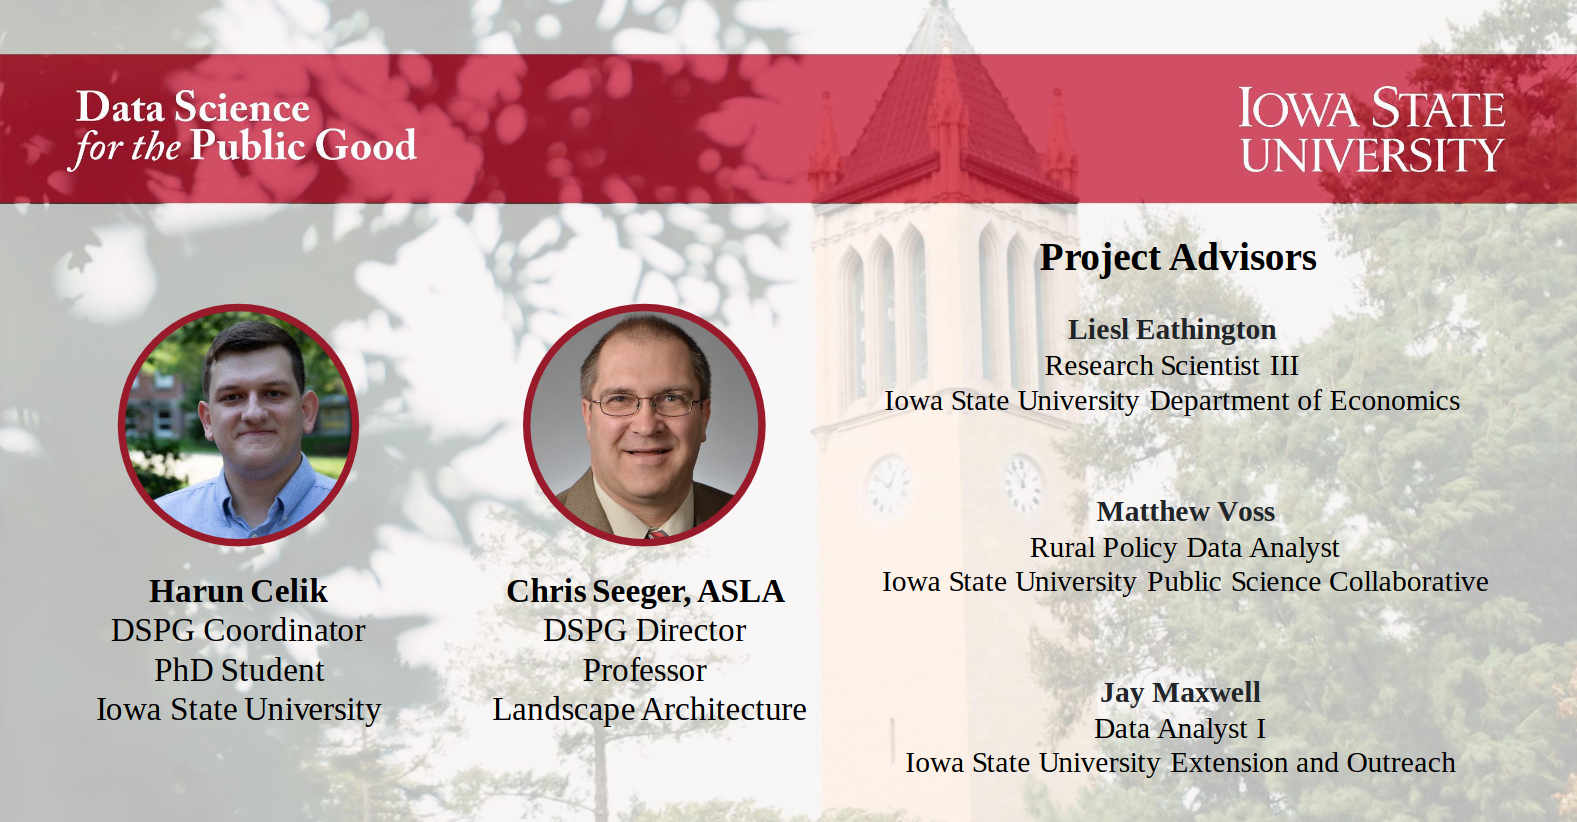 Data Science
for the Public Good
IOWA STATE
UNIVERSITY
Harun Celik
DSPG Coordinator
PhD Student
Iowa State University
Chris Seeger, ASLA
DSPG Director
Professor
Landscape Architecture
Project Advisors
Liesl Eathington
Research Scientist III
Iowa State University Department of Economics
Matthew Voss
Rural Policy Data Analyst
Iowa State University Public Science Collaborative
Jay Maxwell
Data Analyst I
Iowa State University Extension and Outreach